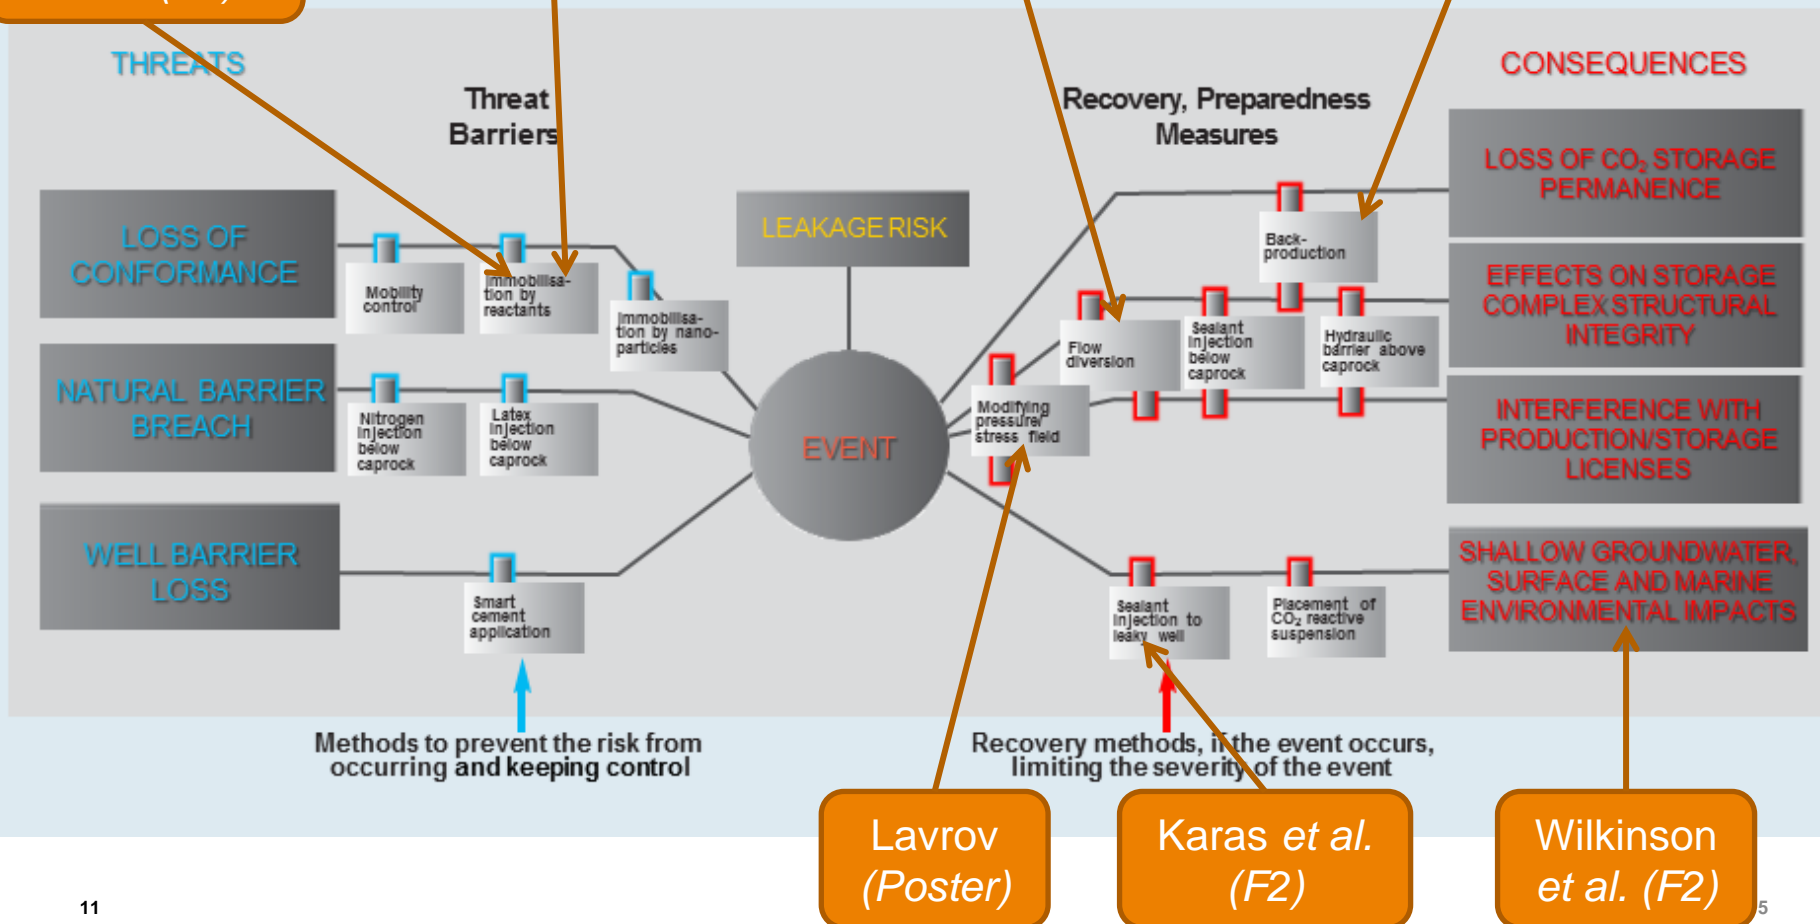 THREATS
CONSEQUENCES
Threat
Barriers
Recovery, Preparedness
Measures
LOSS OF
CONFORMANCE
Mobility
control
Immobilisa-
tion by
reactants
Immobilisa-
tion by nano-
particles
NATURAL BARRIER
BREACH
Nitrogen
injection
below
caprock
Latex
injection
below
caprock
WELL BARRIER
LOSS
Smart
cement
application
LEAKAGE RISK
EVENT
Back-
production
Flow
diversion
Sealant
injection
below
caprock
Hydraulic
barrier above
caprock
Modifying
pressure/
stress field
Sealant
injection to
leaky well
Placement of
CO₂ reactive
suspension
LOSS OF CO₂ STORAGE
PERMANENCE
EFFECTS ON STORAGE
COMPLEX STRUCTURAL
INTEGRITY
INTERFERENCE WITH
PRODUCTION/STORAGE
LICENSES
SHALLOW GROUNDWATER,
SURFACE AND MARINE
ENVIRONMENTAL IMPACTS
Methods to prevent the risk from
occurring and keeping control
Recovery methods, if the event occurs,
limiting the severity of the event
Lavrov
(Poster)
Karas et al.
(F2)
Wilkinson
et al. (F2)
11
5